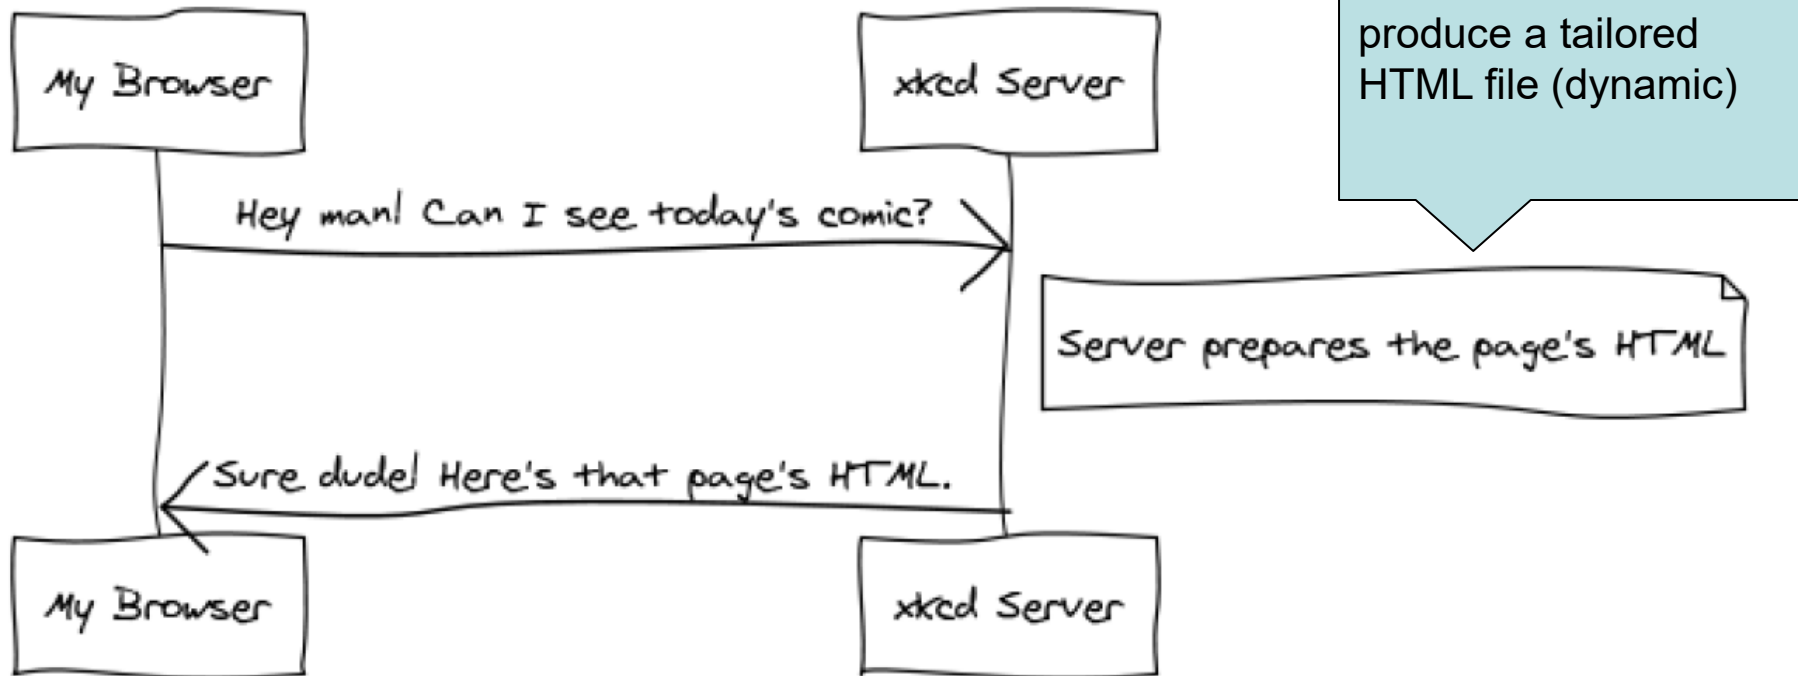 My Browser
xkcd Server
produce a tailored
HTML file (dynamic)
Hey man! Can I see today's comic?
Server prepares the page's HTML
Sure dude! Here's that page's HTML.
My Browser
xkcd Server